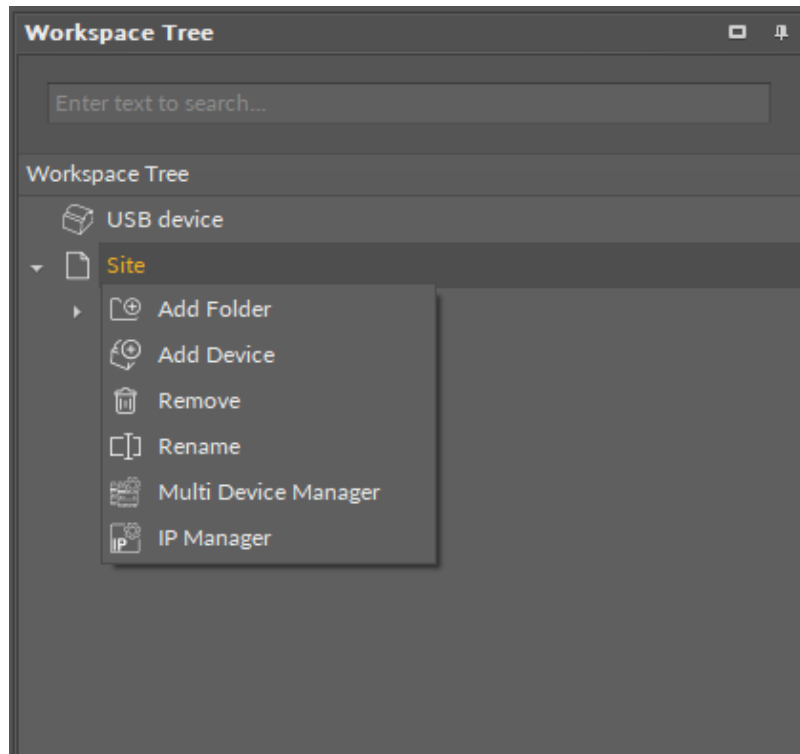 Workspace Tree
Enter text to search...
Workspace Tree
USB device
Site
Add Folder
Add Device
Remove
Rename
Multi Device Manager
IP
IP Manager